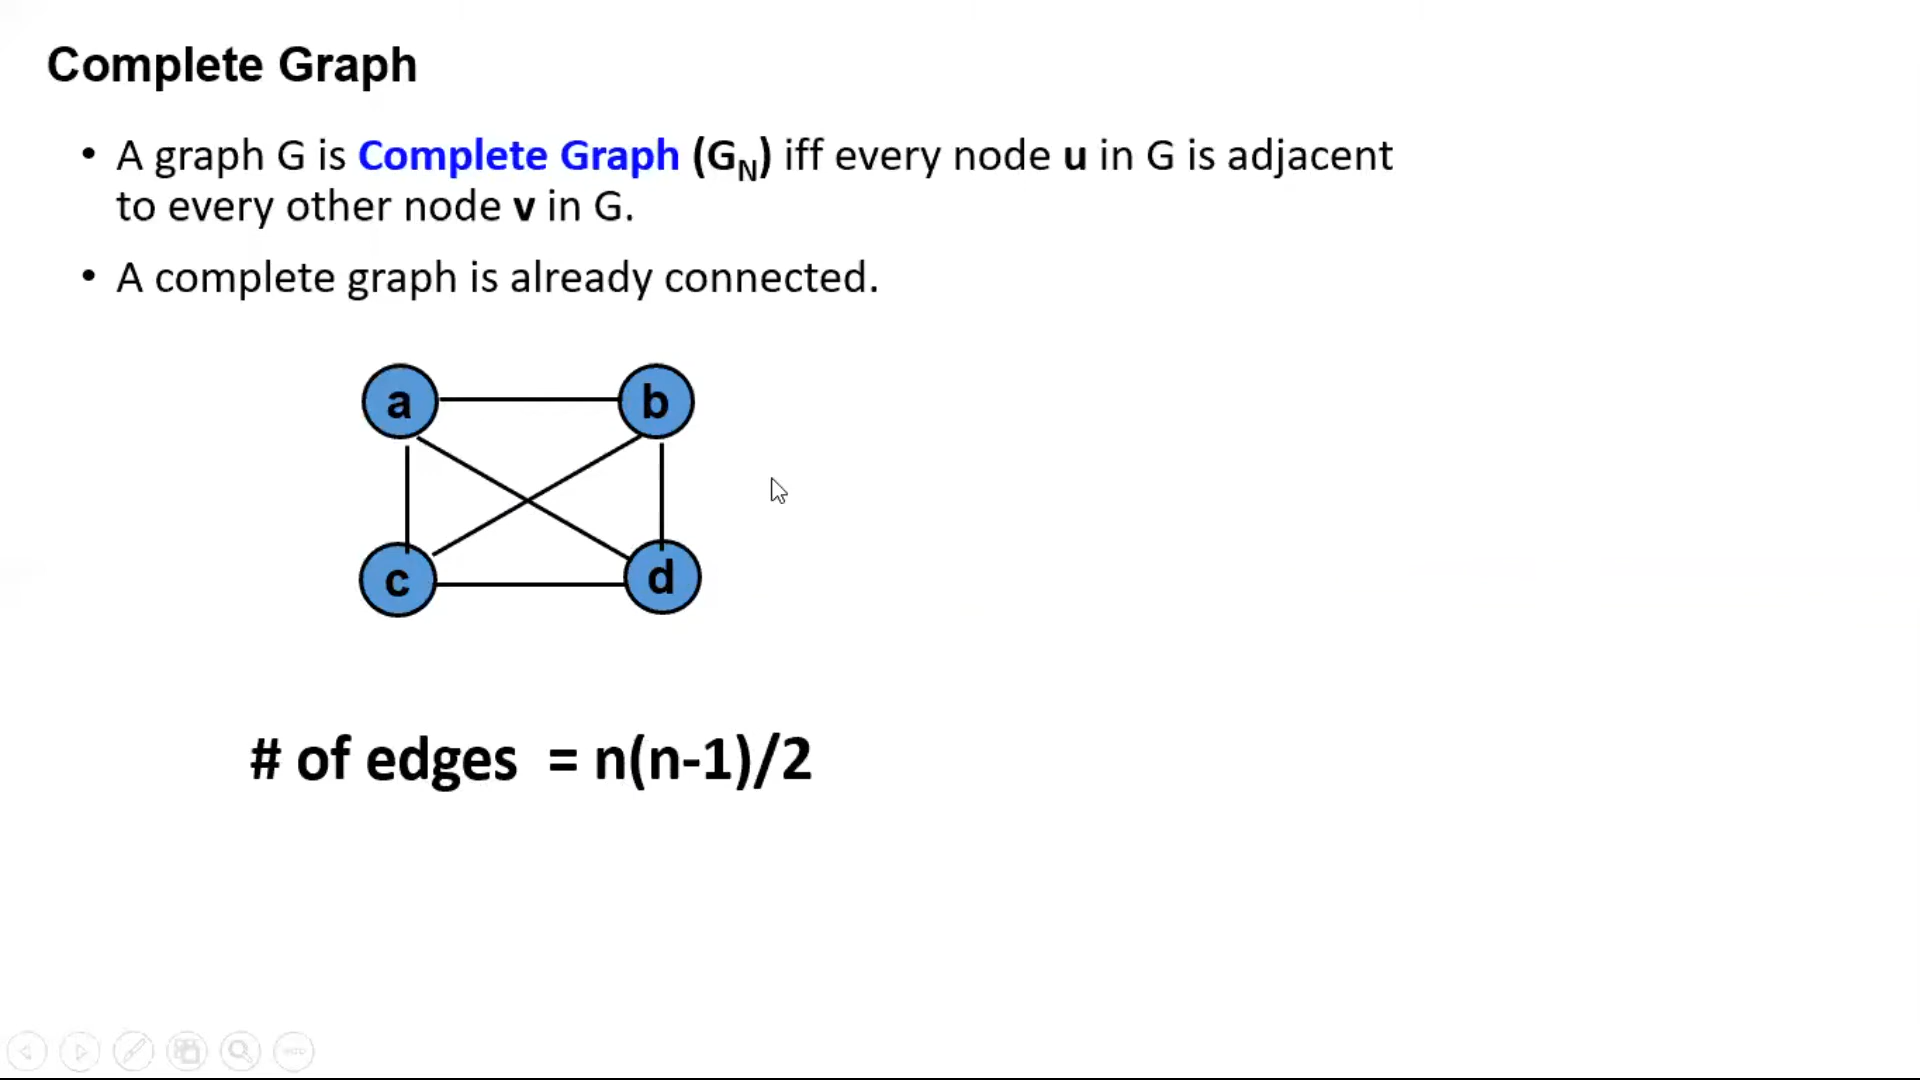 Complete Graph
• A graph G is Complete Graph (G_N) iff every node u in G is adjacent
to every other node v in G.
• A complete graph is already connected.
a b
c d
# of edges = n(n-1)/2